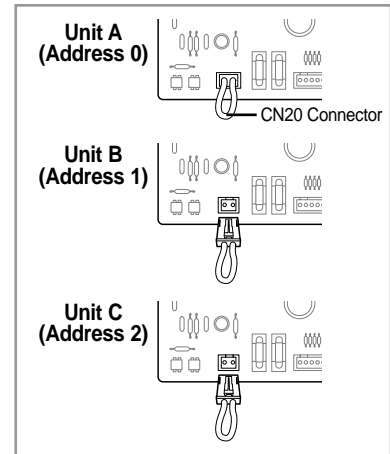 Unit A
(Address 0)
CN20 Connector
Unit B
(Address 1)
Unit C
(Address 2)